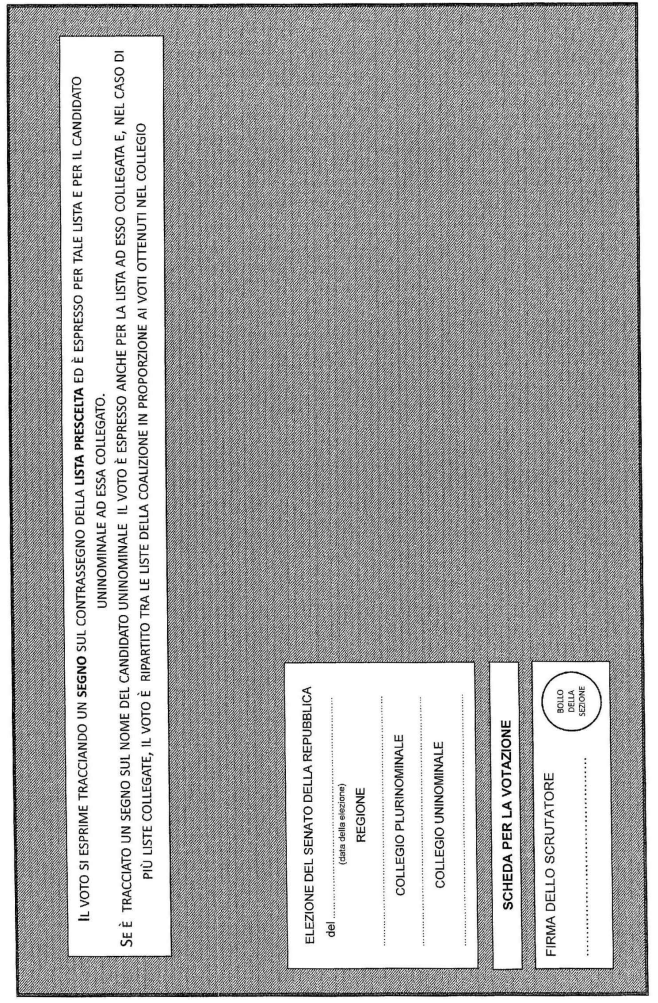 IL VOTO SI ESPRIME TRACCIANDO UN SEGNO SUL CONTRASSEGNO DELLA LISTA PRESCELTA ED È ESPRESSO PER TALE LISTA E PER IL CANDIDATO
UNINOMINALE AD ESSA COLLEGATO.
SE È TRACCIATO UN SEGNO SUL NOME DEL CANDIDATO UNINOMINALE IL VOTO È ESPRESSO ANCHE PER LA LISTA AD ESSO COLLEGATA E, NEL CASO DI
PIÙ LISTE COLLEGATE, IL VOTO È RIPARTITO TRA LE LISTE DELLA COALIZIONE IN PROPORZIONE AI VOTI OTTENUTI NEL COLLEGIO
ELEZIONE DEL SENATO DELLA REPUBBLICA
del ........................................
(data della elezione)
REGIONE
........................................
COLLEGIO PLURINOMINALE
........................................
COLLEGIO UNINOMINALE
........................................
SCHEDA PER LA VOTAZIONE
FIRMA DELLO SCRUTATORE
........................................
BOLLO
DELLA
SEZIONE